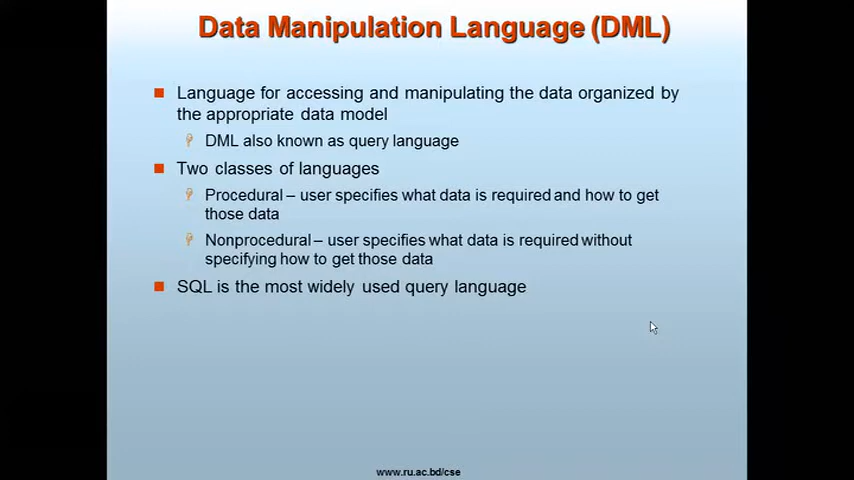 Data Manipulation Language (DML)
Language for accessing and manipulating the data organized by
the appropriate data model
DML also known as query language
Two classes of languages
Procedural – user specifies what data is required and how to get
those data
Nonprocedural – user specifies what data is required without
specifying how to get those data
SQL is the most widely used query language
www.ru.ac.bd/cse